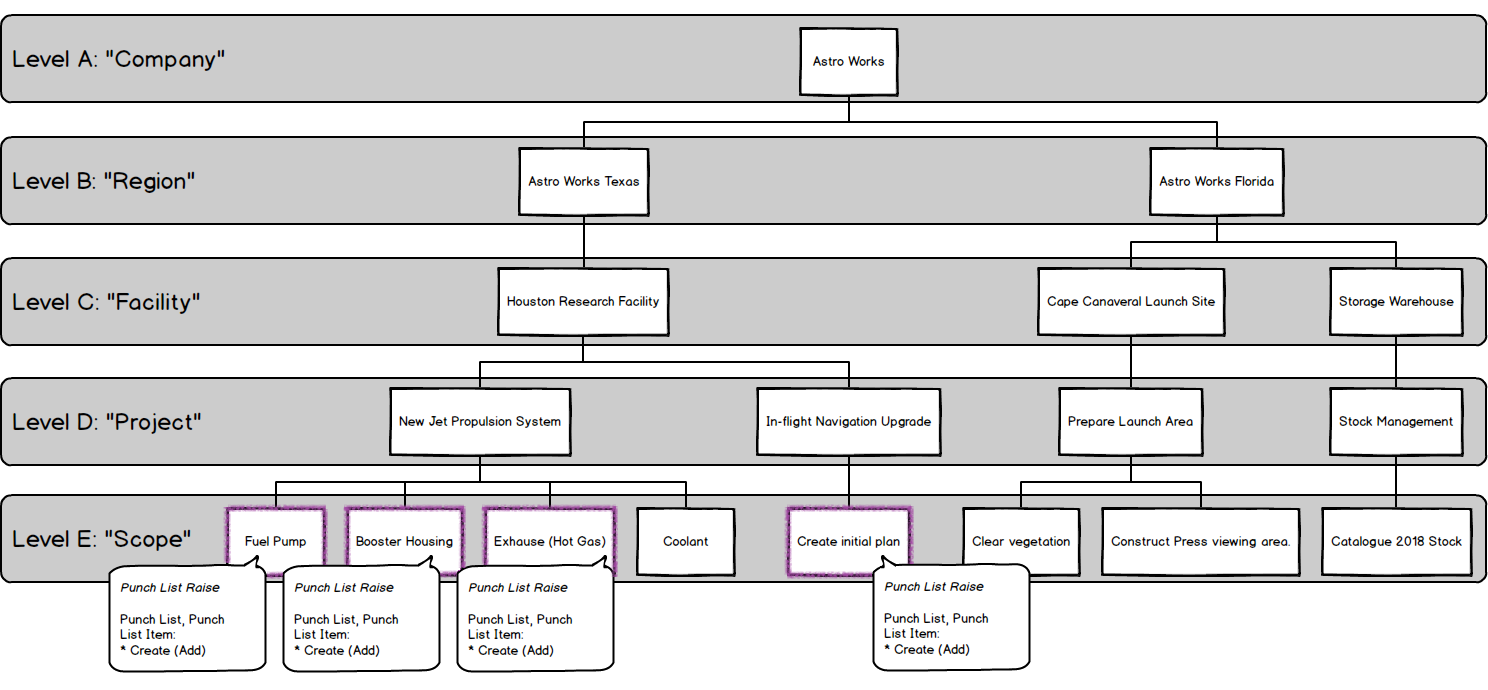 Level A: "Company"
Astro Works
Level B: "Region"
Astro Works Texas
Astro Works Florida
Level C: "Facility"
Houston Research Facility
Cape Canaveral Launch Site
Storage Warehouse
Level D: "Project"
New Jet Propulsion System
In-flight Navigation Upgrade
Prepare Launch Area
Stock Management
Level E: "Scope"
Fuel Pump
Booster Housing
Exhause (Hot Gas)
Coolant
Create initial plan
Clear vegetation
Construct Press viewing area.
Catalogue 2018 Stock
Punch List Raise
Punch List, Punch
List Item:
* Create (Add)
Punch List Raise
Punch List, Punch
List Item:
* Create (Add)
Punch List Raise
Punch List, Punch
List Item:
* Create (Add)
Punch List Raise
Punch List, Punch
List Item:
* Create (Add)